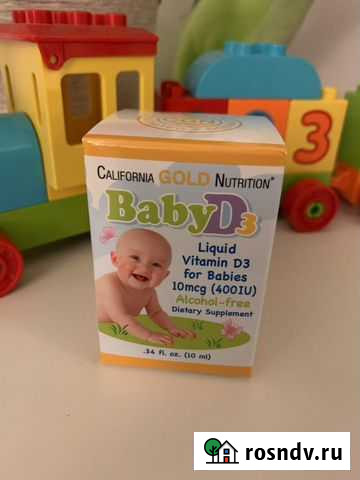 3
CALIFORNIA GOLD NUTRITION®
BabyD3
Liquid
Vitamin D3
for Babies
10mcg (400IU)
Alcohol-free
Dietary Supplement
.34 fl. oz. (10 ml)
rosndv.ru